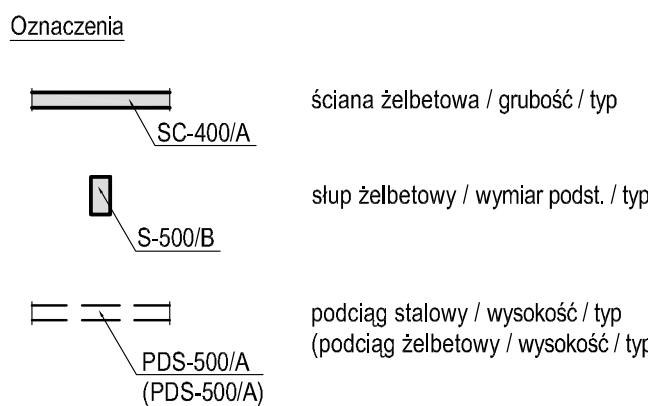 Oznaczenia
ściana żelbetowa / grubość / typ
SC-400/A
słup żelbetowy / wymiar podst. / typ
S-500/B
podciąg stalowy / wysokość / typ
(podciąg żelbetowy / wysokość / typ
PDS-500/A
(PDS-500/A)